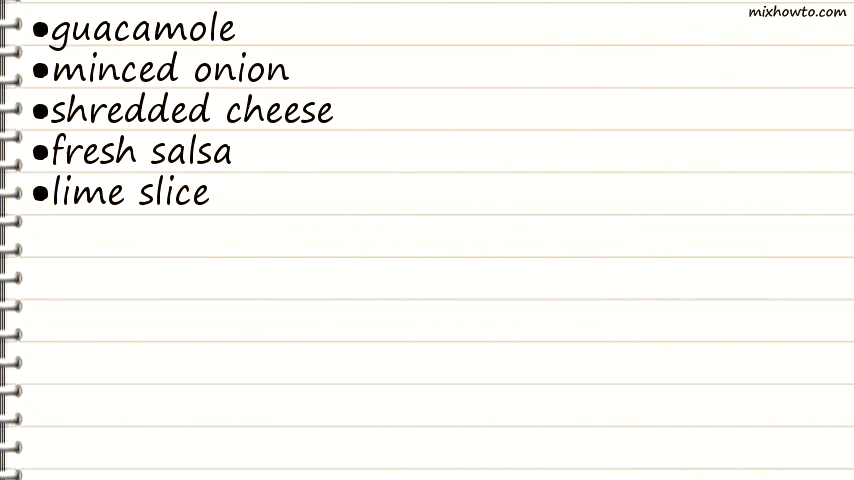 mixhowto.com
•guacamole
•minced onion
•shredded cheese
•fresh salsa
•lime slice